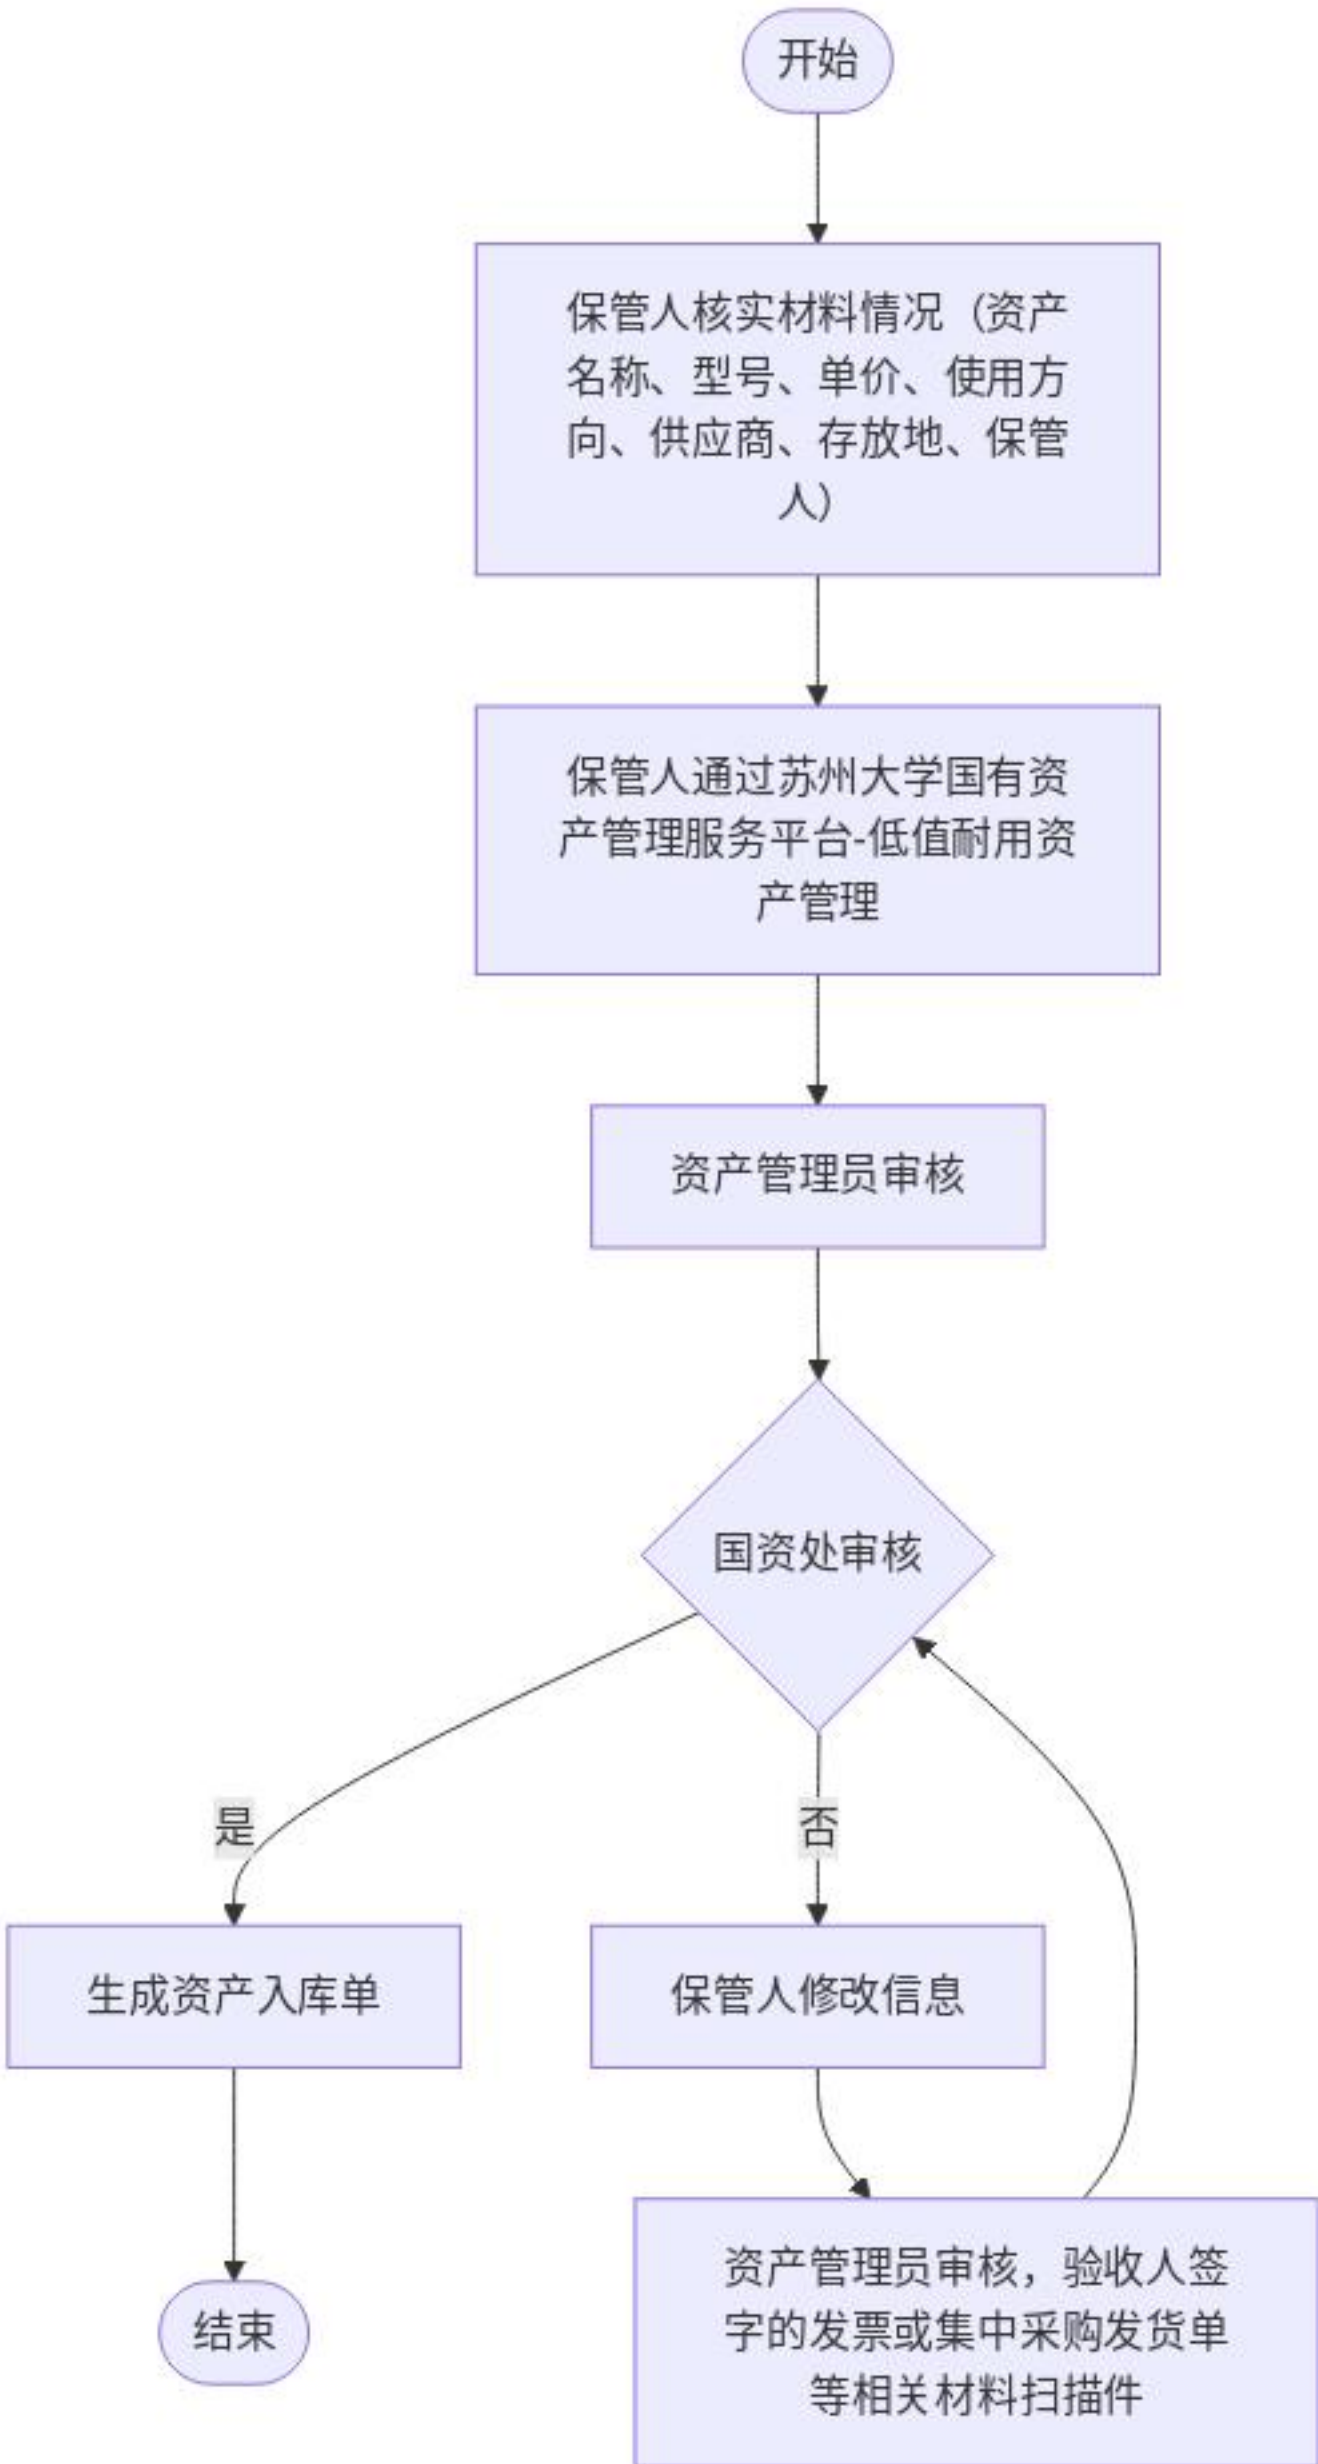 开始
保管人核实材料情况（资产
名称、型号、单价、使用方
向、供应商、存放地、保管
人）
保管人通过苏州大学国有资
产管理服务平台-低值耐用资
产管理
资产管理员审核
国资处审核
是
否
生成资产入库单
保管人修改信息
结束
资产管理员审核，验收人签
字的发票或集中采购发货单
等相关材料扫描件